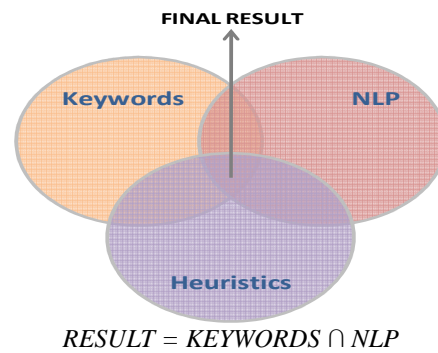 FINAL RESULT
Keywords
NLP
Heuristics
RESULT = KEYWORDS ∩ NLP